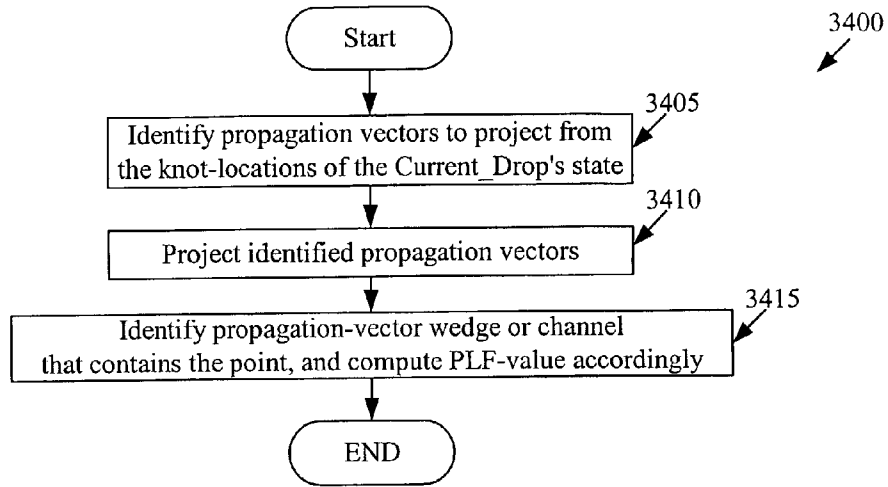 Start
3400
3405
Identify propagation vectors to project from
the knot-locations of the Current_Drop's state
3410
Project identified propagation vectors
3415
Identify propagation-vector wedge or channel
that contains the point, and compute PLF-value accordingly
END